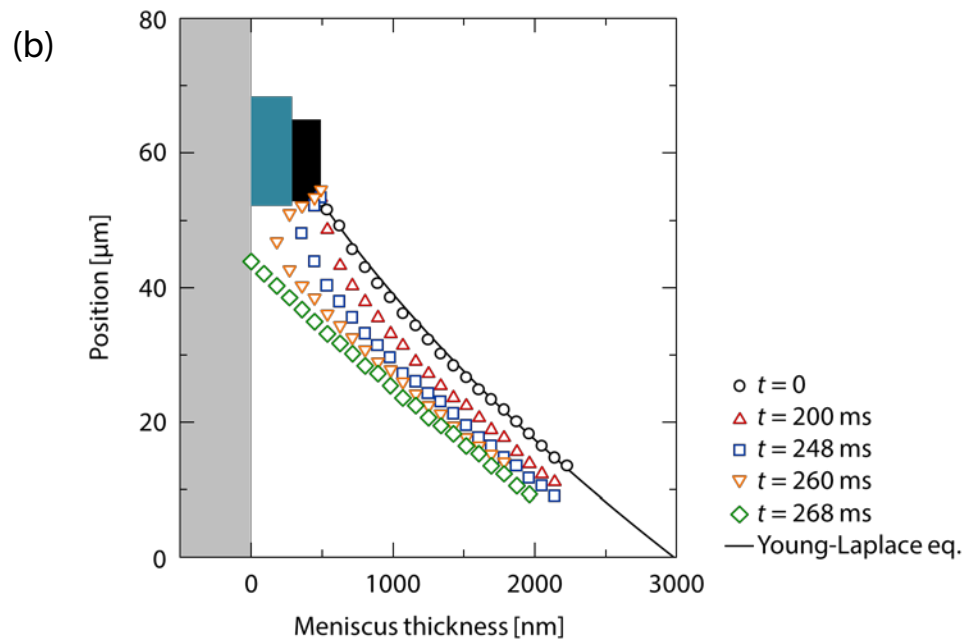 (b)
80
60
40
20
0
Position [µm]
0 1000 2000 3000
Meniscus thickness [nm]
t = 0
t = 200 ms
t = 248 ms
t = 260 ms
t = 268 ms
Young-Laplace eq.